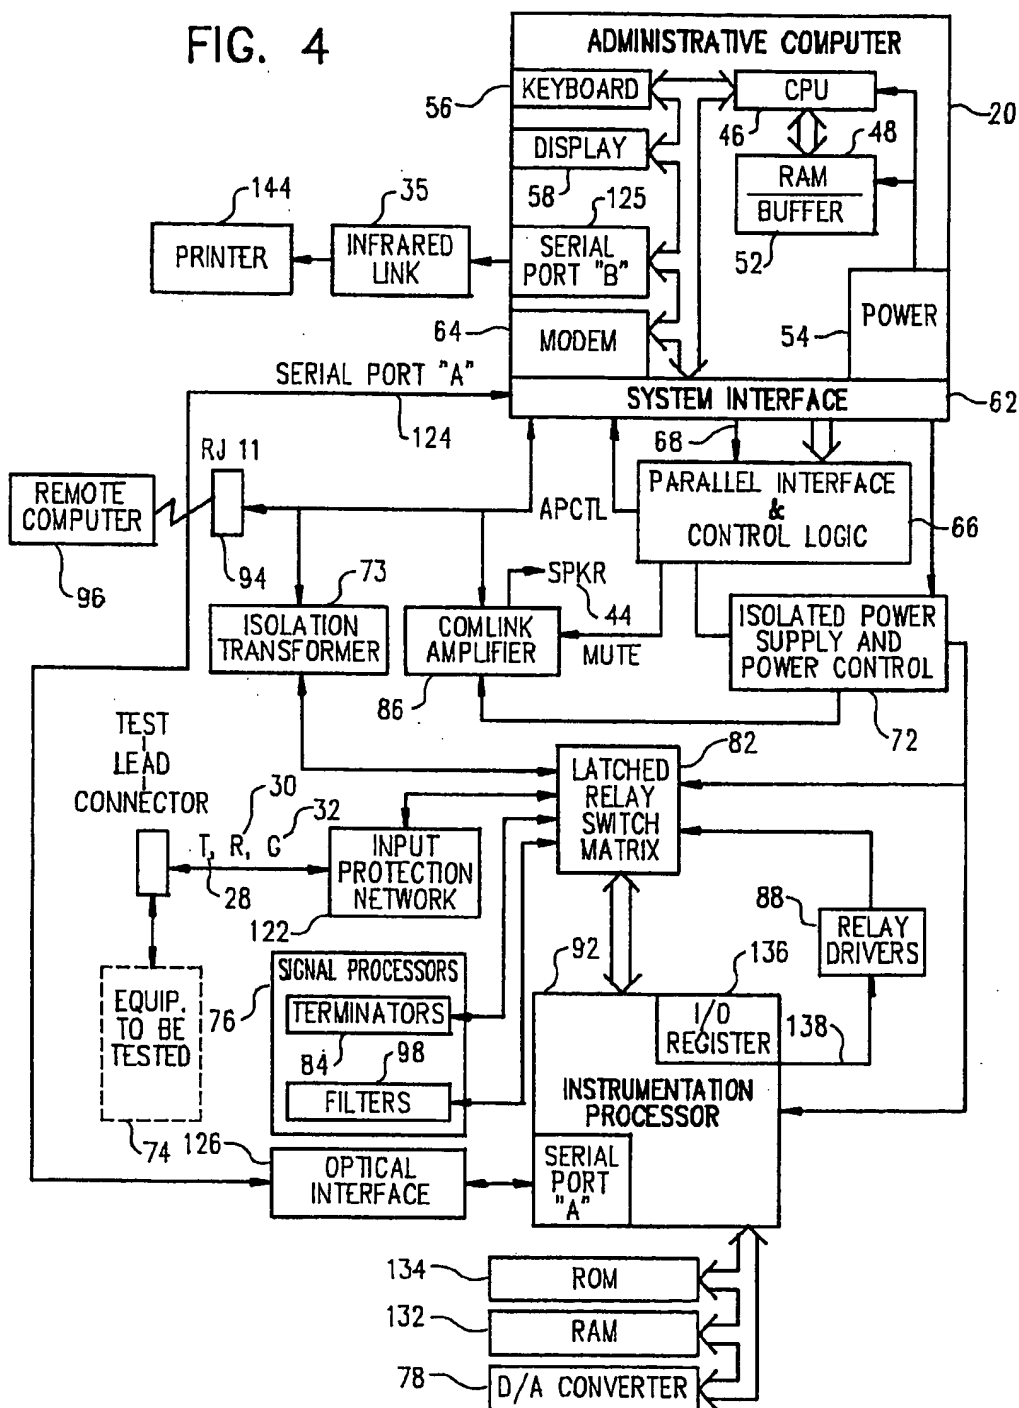 FIG. 4
ADMINISTRATIVE COMPUTER
KEYBOARD
CPU
56
46
48
20
DISPLAY
58
RAM
BUFFER
52
144
35
125
PRINTER
INFRARED
LINK
SERIAL
PORT "B"
64
MODEM
54
POWER
SERIAL PORT "A"
124
SYSTEM INTERFACE
62
68
RJ 11
REMOTE
COMPUTER
96
94
APCTL
PARALLEL INTERFACE
&
CONTROL LOGIC
66
73
SPKR
44
ISOLATION
TRANSFORMER
COMLINK
AMPLIFIER
86
MUTE
ISOLATED POWER
SUPPLY AND
POWER CONTROL
72
TEST
LEAD
CONNECTOR
30
32
T, R, G
28
INPUT
PROTECTION
NETWORK
122
82
LATCHED
RELAY
SWITCH
MATRIX
88
RELAY
DRIVERS
EQUIP.
TO BE
TESTED
74
76
SIGNAL PROCESSORS
TERMINATORS
84
98
FILTERS
92
136
I/O
REGISTER
138
INSTRUMENTATION
PROCESSOR
126
OPTICAL
INTERFACE
SERIAL
PORT
"A"
134
ROM
132
RAM
78
D/A CONVERTER